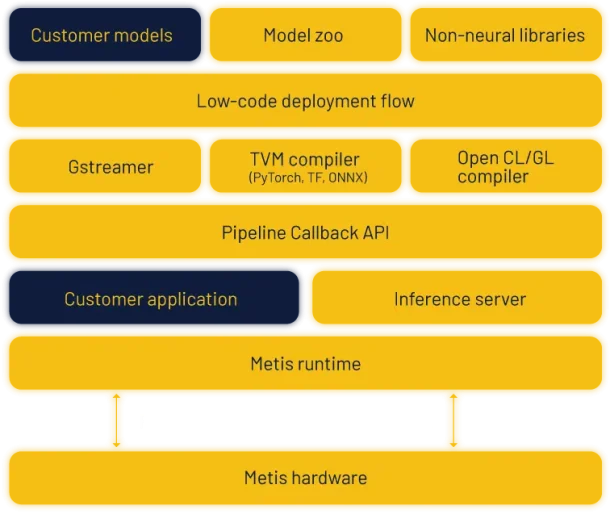 Customer models
Model zoo
Non-neural libraries
Low-code deployment flow
Gstreamer
TVM compiler
(PyTorch, TF, ONNX)
Open CL/GL
compiler
Pipeline Callback API
Customer application
Inference server
Metis runtime
Metis hardware